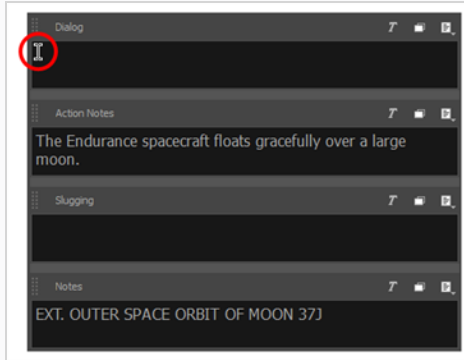 Dialog
Action Notes
The Endurance spacecraft floats gracefully over a large
moon.
Slugging
Notes
EXT. OUTER SPACE ORBIT OF MOON 37J